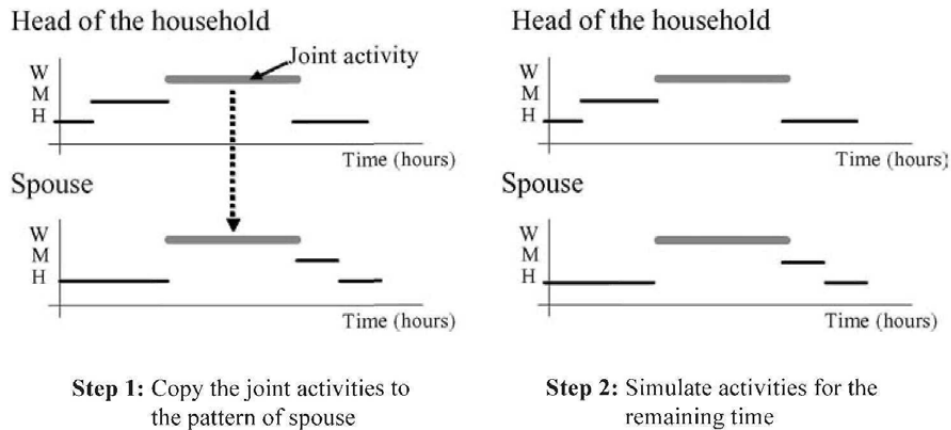 Head of the household
Joint activity
W
M
H
Time (hours)
Spouse
W
M
H
Time (hours)
Step 1: Copy the joint activities to
the pattern of spouse
Head of the household
W
M
H
Time (hours)
Spouse
W
M
H
Time (hours)
Step 2: Simulate activities for the
remaining time